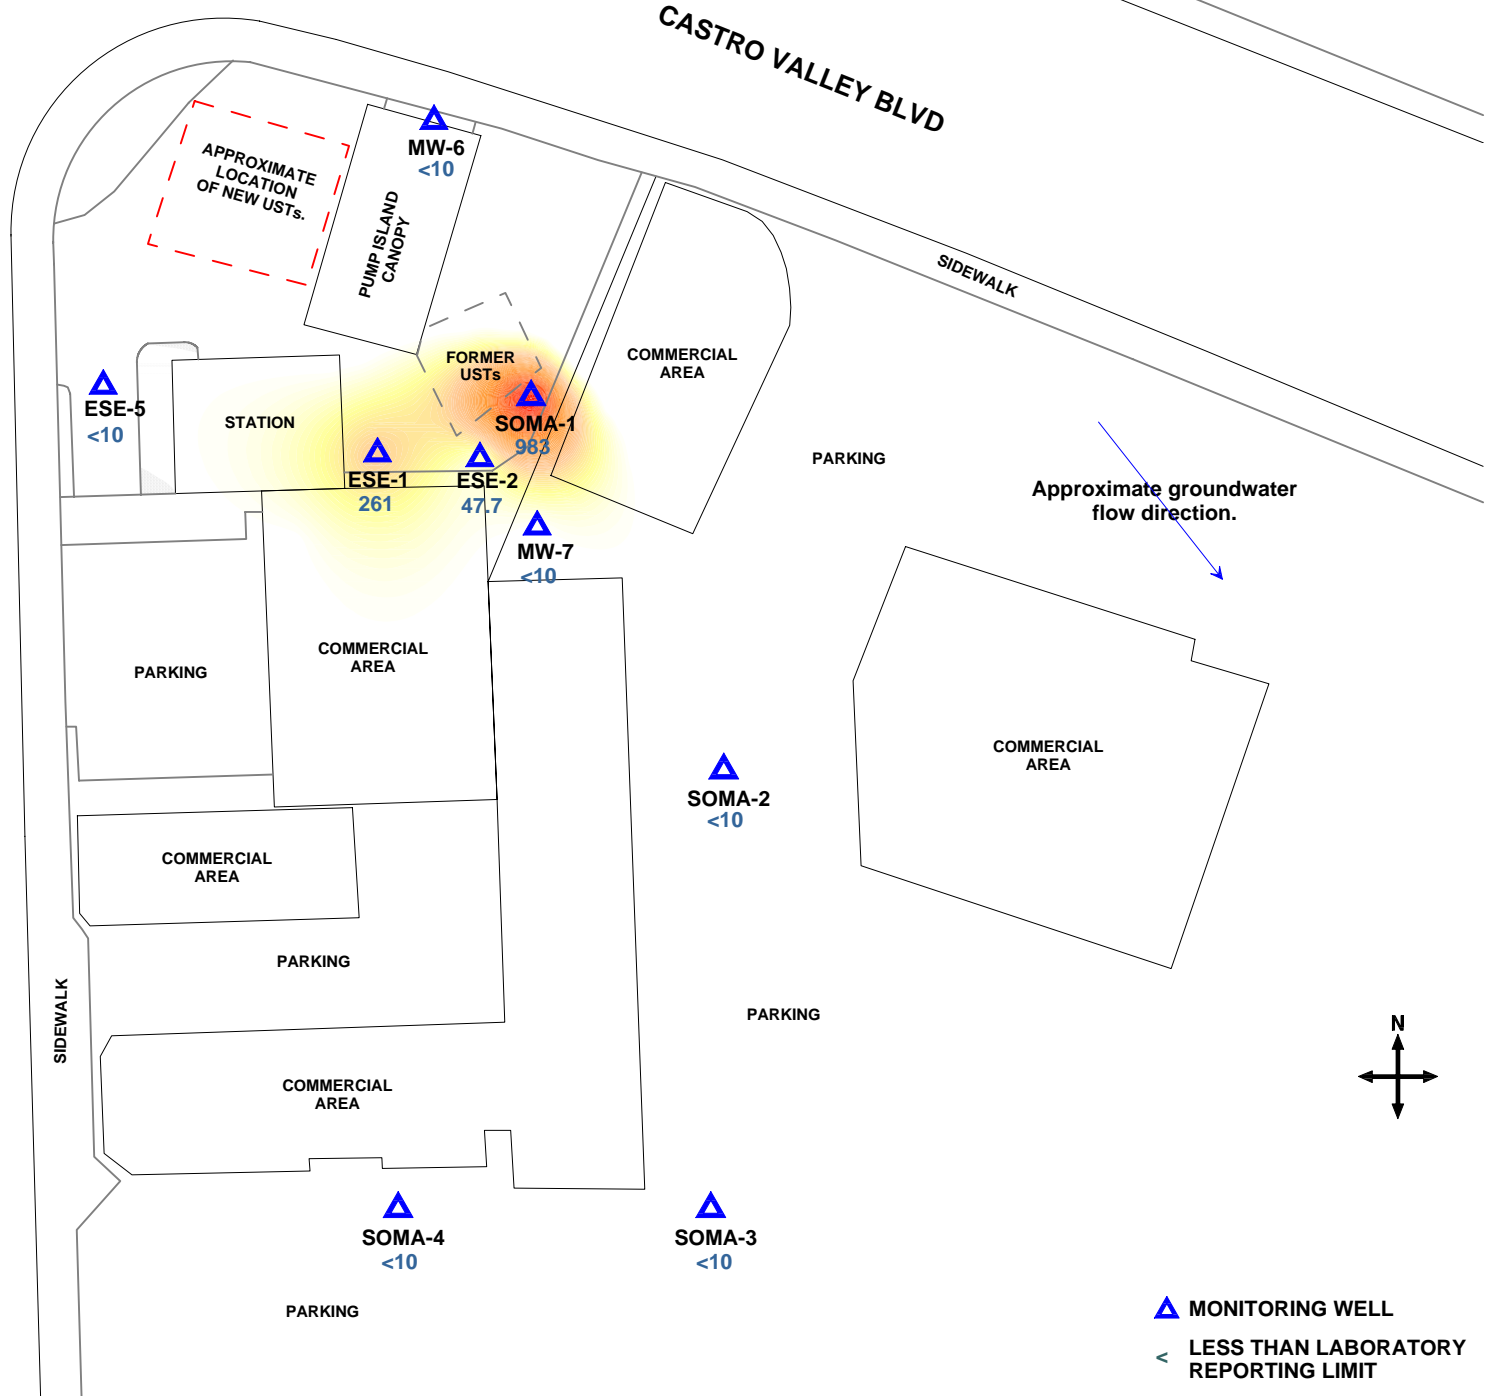 CASTRO VALLEY BLVD
MW-6
<10
APPROXIMATE
LOCATION
OF NEW USTs.
PUMP ISLAND
CANOPY
SIDEWALK
FORMER
USTs
COMMERCIAL
AREA
ESE-5
<10
STATION
SOMA-1
983
ESE-1
261
ESE-2
47.7
PARKING
Approximate groundwater
flow direction.
MW-7
<10
COMMERCIAL
AREA
PARKING
COMMERCIAL
AREA
SOMA-2
<10
COMMERCIAL
AREA
PARKING
SIDEWALK
PARKING
N
COMMERCIAL
AREA
SOMA-4
<10
SOMA-3
<10
PARKING
MONITORING WELL
< LESS THAN LABORATORY
REPORTING LIMIT